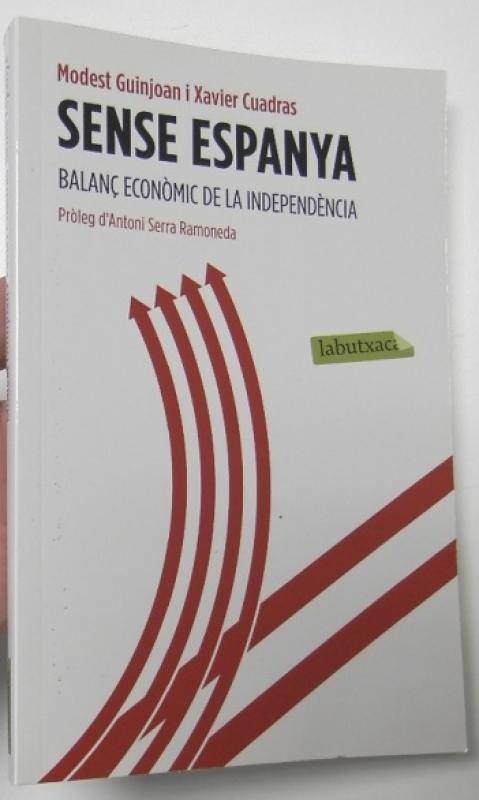 Modest Guinjoan i Xavier Cuadras
SENSE ESPANYA
BALANÇ ECONÒMIC DE LA INDEPENDÈNCIA
Pròleg d'Antoni Serra Ramoneda
labutxaca